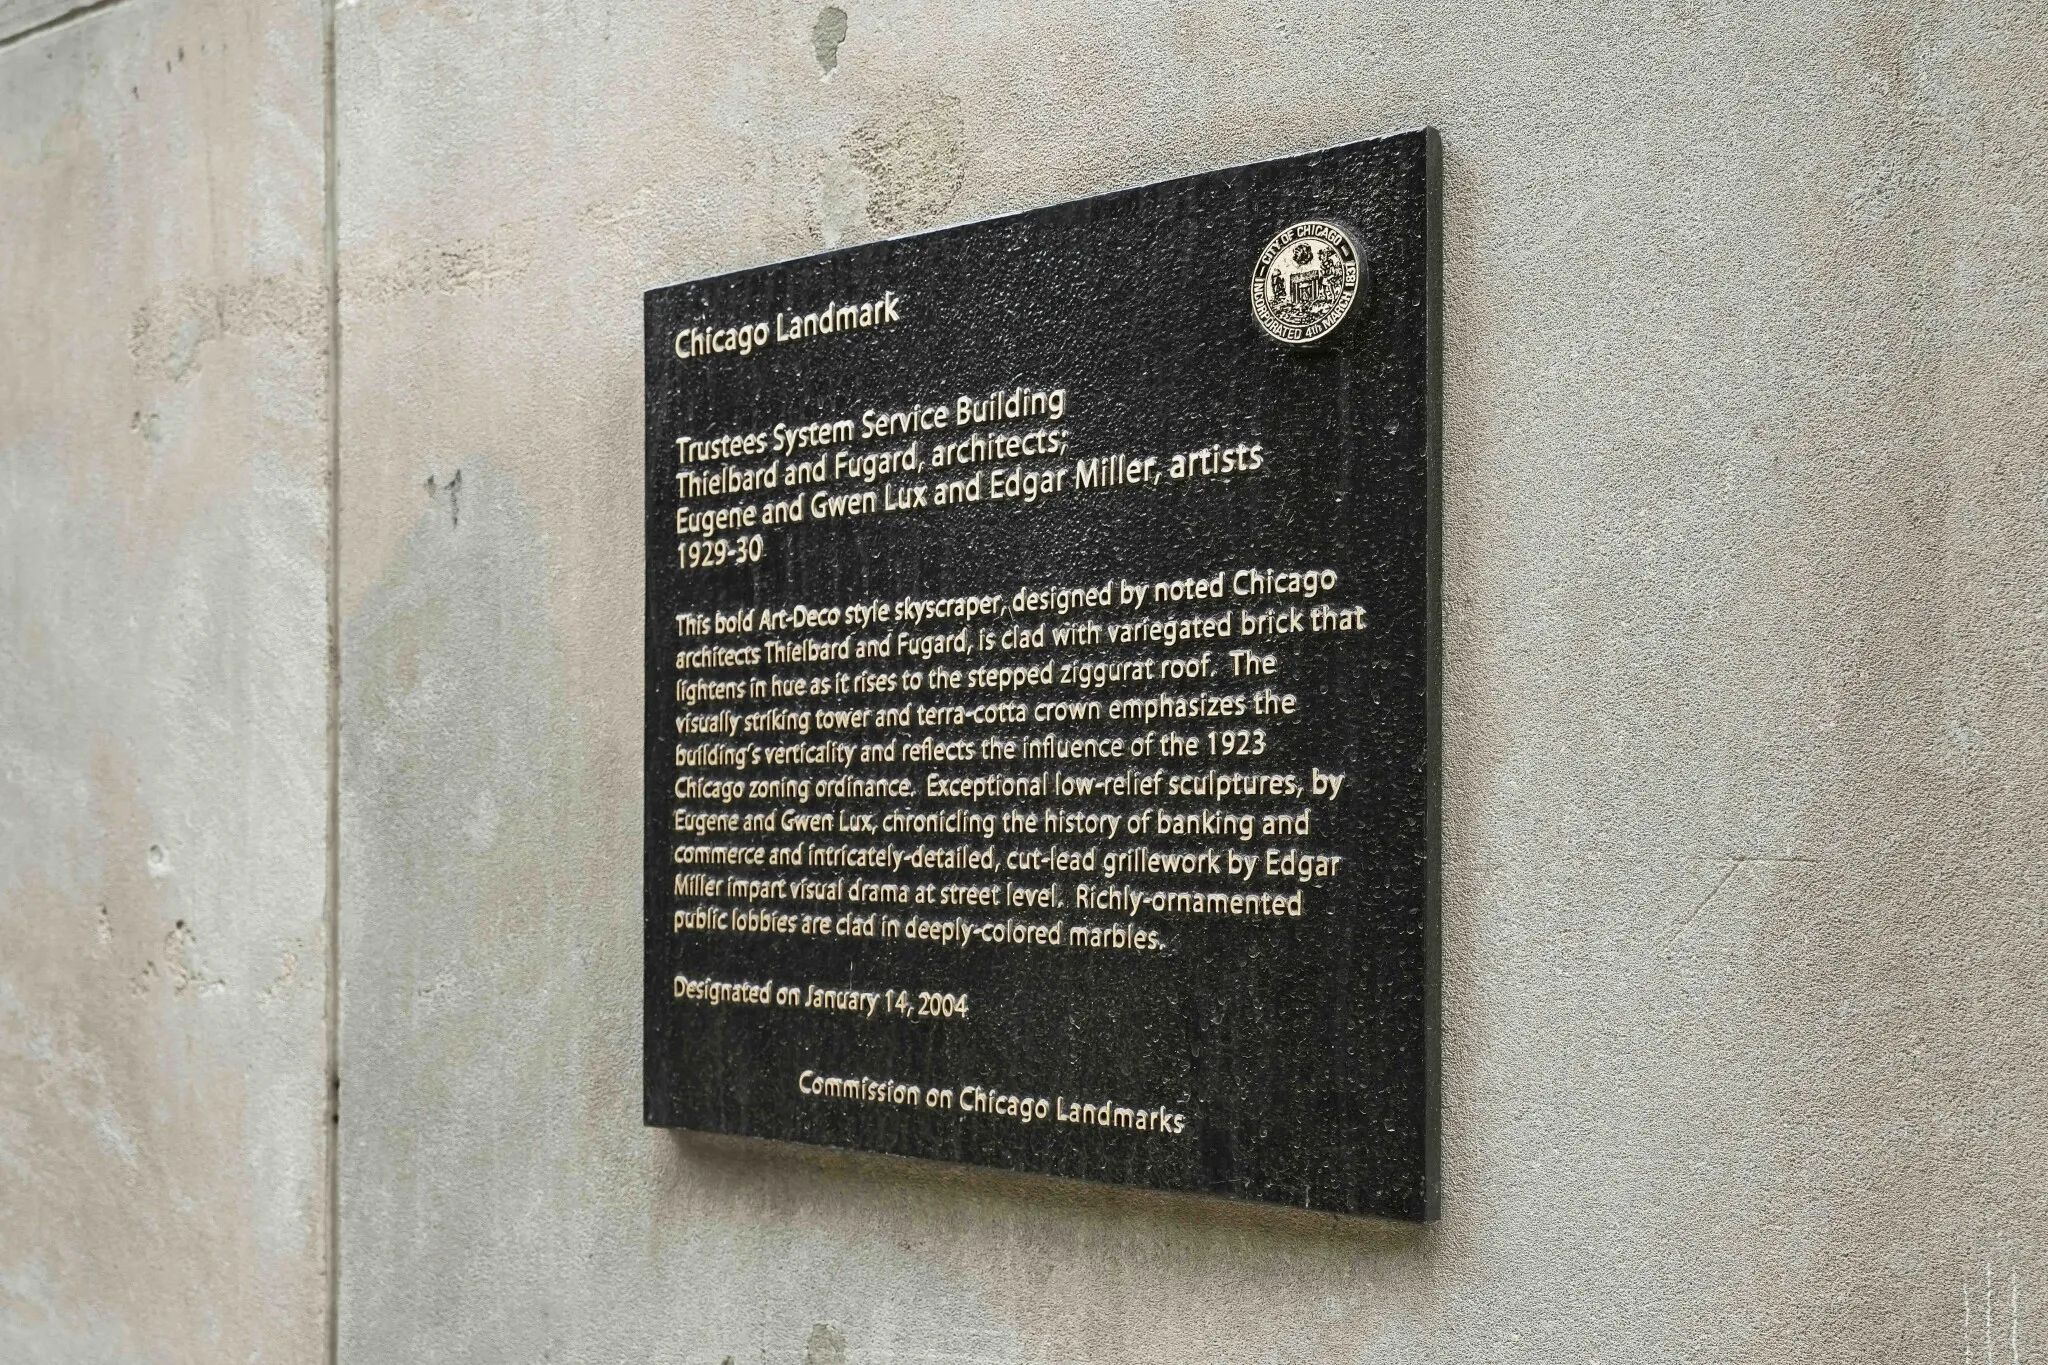 Chicago Landmark
CITY OF CHICAGO
INCORPORATED 4th MARCH 1837
Trustees System Service Building
Thielbard and Fugard, architects;
Eugene and Gwen Lux and Edgar Miller, artists
1929-30
This bold Art-Deco style skyscraper, designed by noted Chicago
architects Thielbard and Fugard, is clad with variegated brick that
lightens in hue as it rises to the stepped ziggurat roof. The
visually striking tower and terra-cotta crown emphasizes the
building's verticality and reflects the influence of the 1923
Chicago zoning ordinance. Exceptional low-relief sculptures, by
Eugene and Gwen Lux, chronicling the history of banking and
commerce and intricately-detailed, cut-lead grillework by Edgar
Miller impart visual drama at street level. Richly-ornamented
public lobbies are clad in deeply-colored marbles.
Designated on January 14, 2004
Commission on Chicago Landmarks